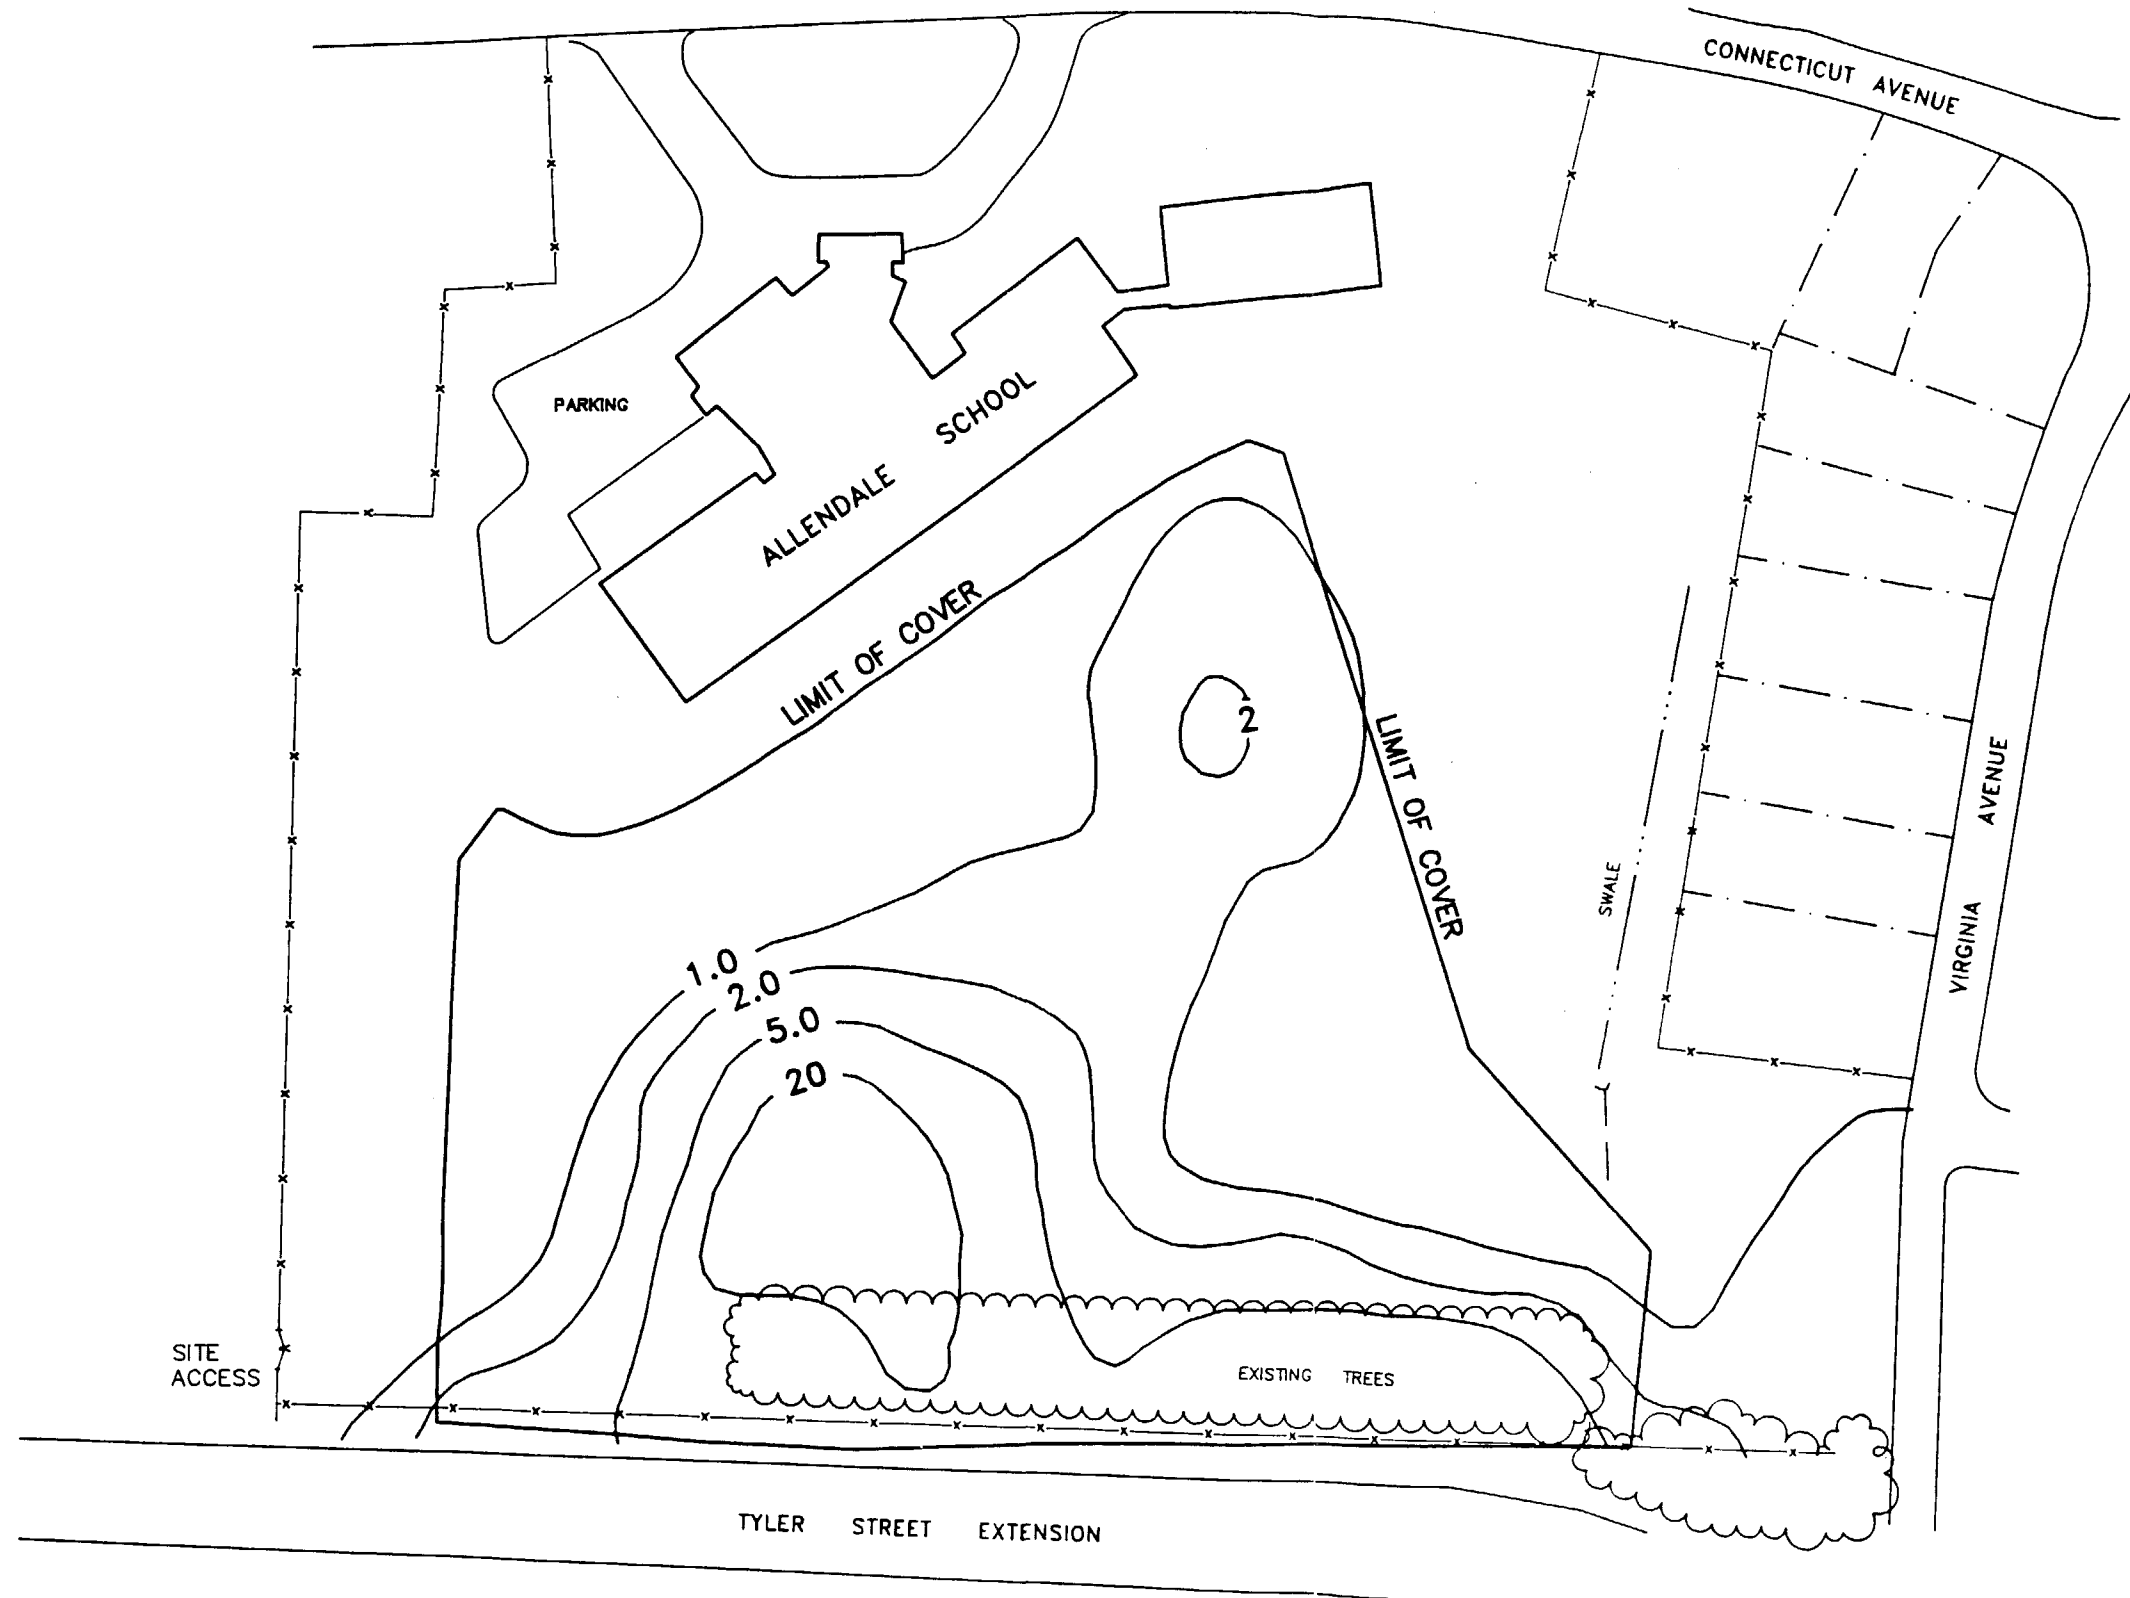 CONNECTICUT AVENUE
PARKING
ALLENDALE SCHOOL
LIMIT OF COVER
2
LIMIT OF COVER
SWALE
VIRGINIA AVENUE
1.0
2.0
5.0
20
SITE
ACCESS
EXISTING TREES
TYLER STREET EXTENSION